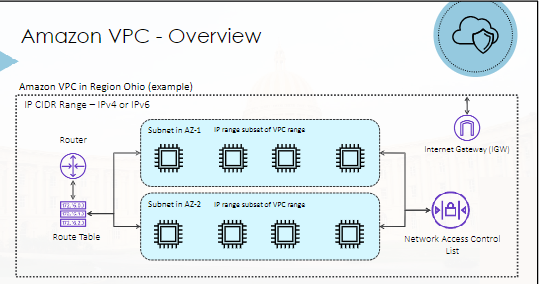 Amazon VPC - Overview
Amazon VPC in Region Ohio (example)
IP CIDR Range – IPv4 or IPv6
Router
Subnet in AZ-1 IP range subset of VPC range
Internet Gateway (IGW)
Subnet in AZ-2 IP range subset of VPC range
Route Table
Network Access Control
List